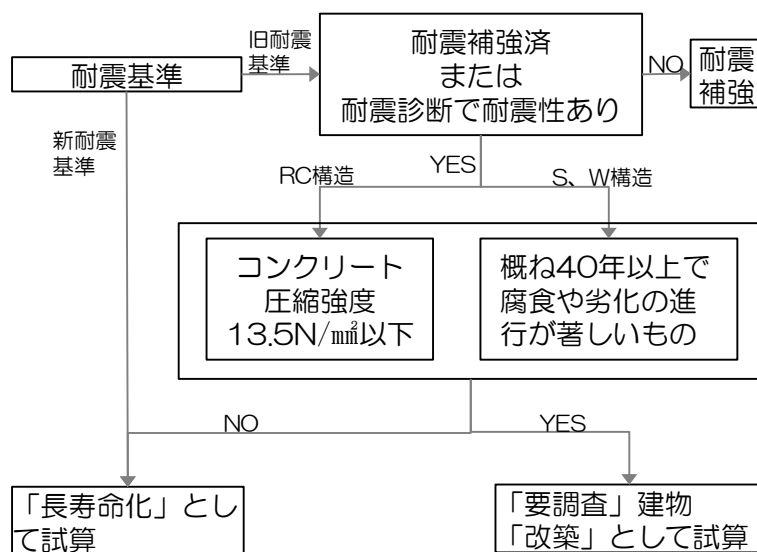 耐震基準
旧耐震
基準
耐震補強済
または
耐震診断で耐震性あり
NO
耐震
補強
新耐震
基準
YES
RC構造
S、W構造
コンクリート
圧縮強度
13.5N/㎟以下
概ね40年以上で
腐食や劣化の進
行が著しいもの
NO
YES
「長寿命化」とし
て試算
「要調査」建物
「改築」として試算